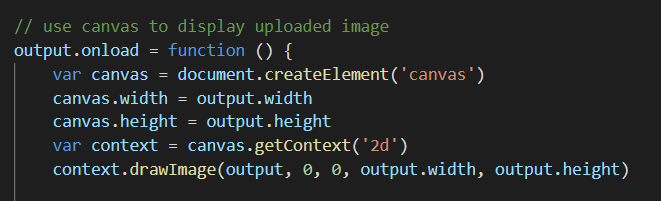 // use canvas to display uploaded image
output.onload = function () {
    var canvas = document.createElement('canvas')
    canvas.width = output.width
    canvas.height = output.height
    var context = canvas.getContext('2d')
    context.drawImage(output, 0, 0, output.width, output.height)